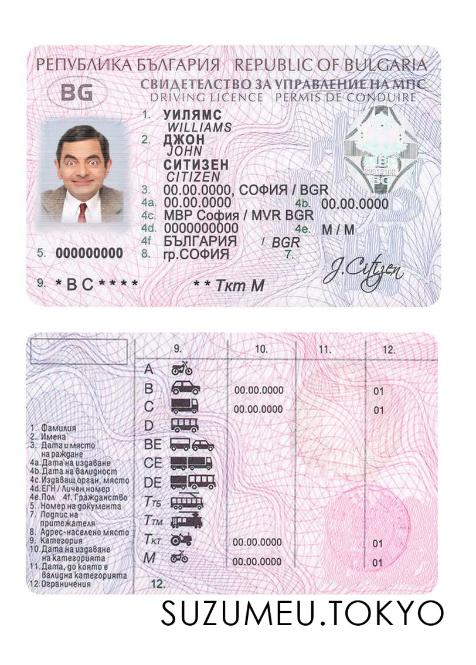 РЕПУБЛИКА БЪЛГАРИЯ REPUBLIC OF BULGARIA
СВИДЕТЕЛСТВО ЗА УПРАВЛЕНИЕ НА МПС
BG DRIVING LICENCE PERMIS DE CONDUIRE
1. УИЛЯМС
WILLIAMS
2. ДЖОН
JOHN
СИТИЗЕН
CITIZEN
3. 00.00.0000, СОФИЯ / BGR
4a. 00.00.0000 4b. 00.00.0000
4c. МВР София / MVR BGR
4d. 0000000000 4e. M / M
4f БЪЛГАРИЯ / BGR
5. 000000000 8. гр.СОФИЯ 7.
J.Citizen
9. * B C * * * * * * Ткт М
9. 10. 11. 12.
A
B 00.00.0000 01
C 00.00.0000 01
D
BE
CE
DE
Ттб
Ттм
Ткт 00.00.0000 01
M 00.00.0000 01
1. Фамилия
2. Имена
3. Дата и място
на раждане
4a. Дата на издаване
4b. Дата на валидност
4c. Издаващ орган, място
4d. ЕГН / Личен номер
4e. Пол 4f. Гражданство
5. Номер на документа
7. Подпис на
притежателя
8. Адрес-населено място
9. Категория
10. Дата на издаване
на категорията
11. Дата, до която е
валидна категорията
12. Ограничения
12.
SUZUMEU.TOKYO